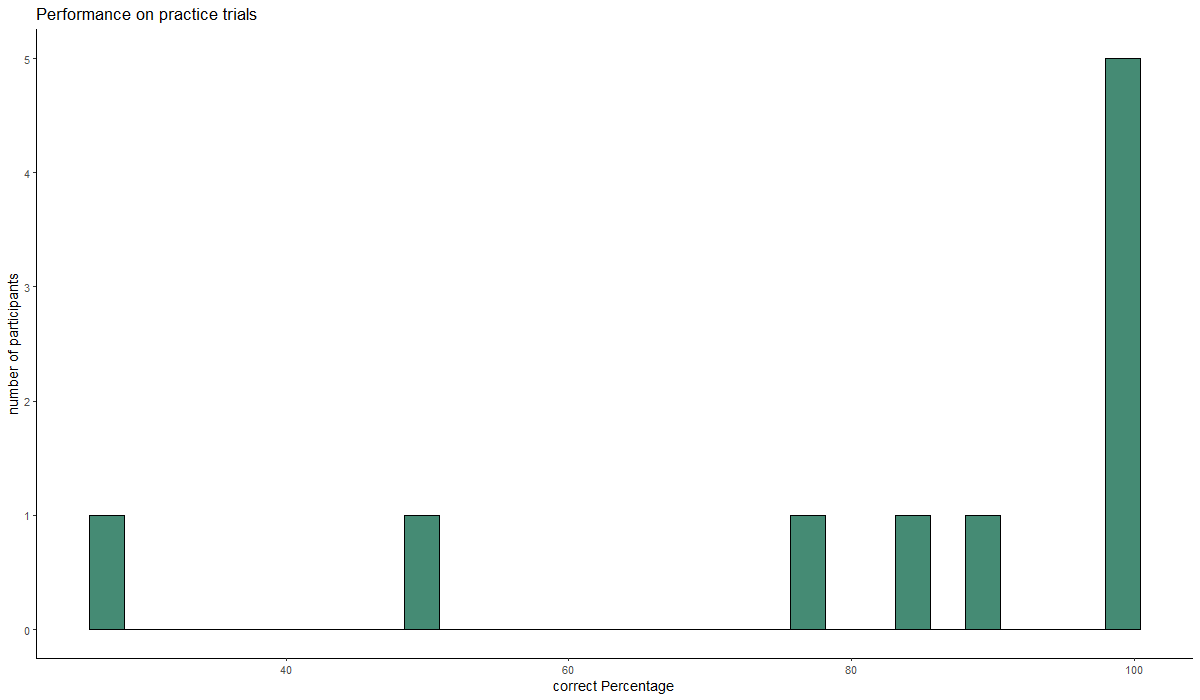 Performance on practice trials
5
4
3
2
1
0
number of participants
40 60 80 100
correct Percentage